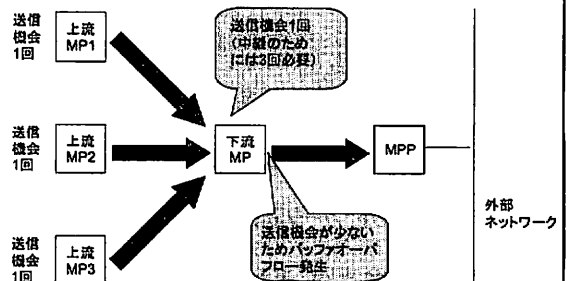 送信
機会
1回
上流
MP1
送信機会1回
(中継のため
には3回必要)
送信
機会
1回
上流
MP2
下流
MP
MPP
外部
ネットワーク
送信機会が少ない
ためバッファオーバ
フロー発生
送信
機会
1回
上流
MP3